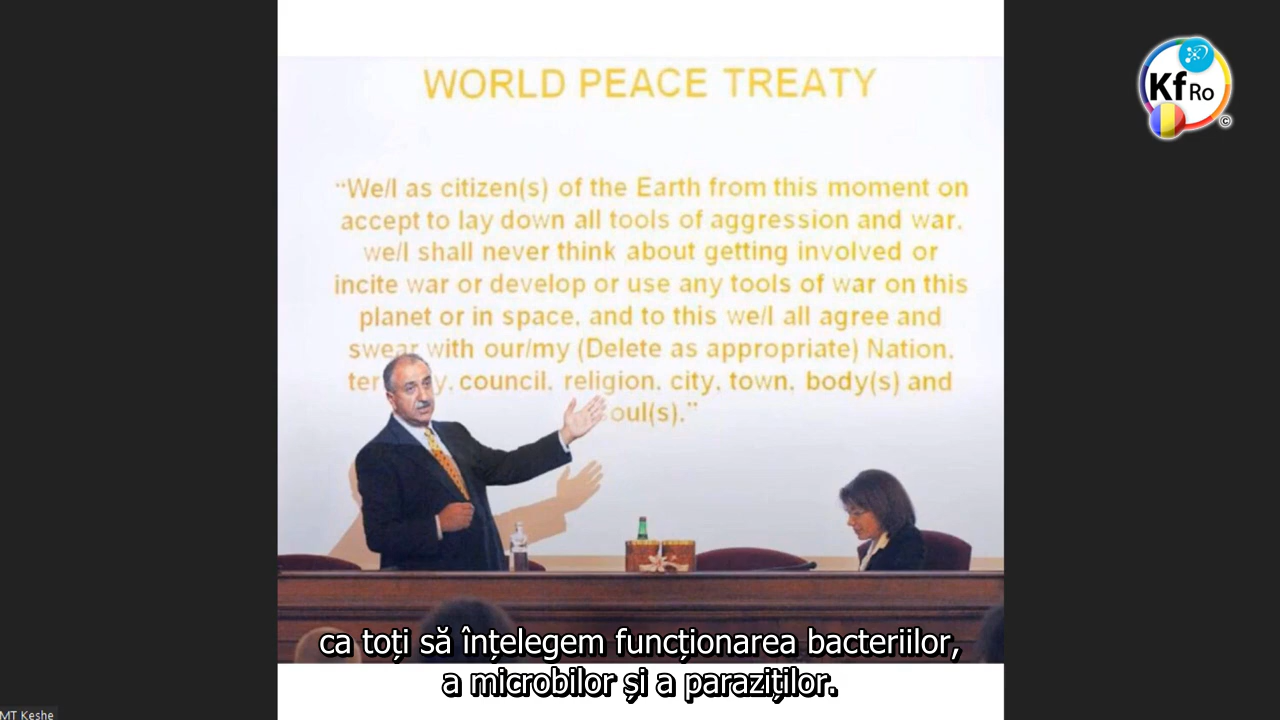 WORLD PEACE TREATY
"We/I as citizen(s) of the Earth from this moment on
accept to lay down all tools of aggression and war,
we/I shall never think about getting involved or
incite war or develop or use any tools of war on this
planet or in space, and to this we/I all agree and
swear with our/my (Delete as appropriate) Nation,
council, religion, city, town, body(s) and
oul(s)."
Kf Ro
©
ca toți să înțelegem funcționarea bacteriilor,
a microbilor și a paraziților.
MT Keshe